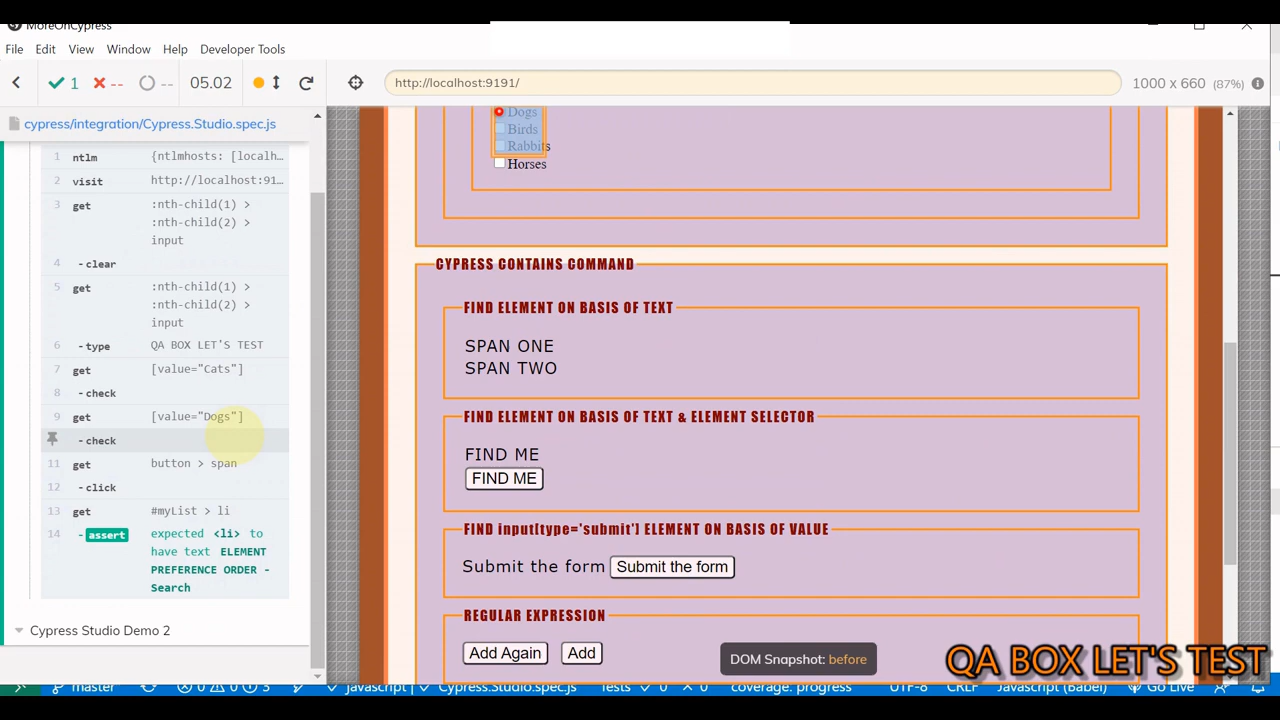 MoreOnCypress
File Edit View Window Help Developer Tools
1 -- -- 05.02 http://localhost:9191/ 1000 x 660 (87%)
cypress/integration/Cypress.Studio.spec.js
1 ntlm {ntlmhosts: [localh…
2 visit http://localhost:91…
3 get :nth-child(1) >
:nth-child(2) >
input
4 -clear
5 get :nth-child(1) >
:nth-child(2) >
input
6 -type QA BOX LET'S TEST
7 get [value="Cats"]
8 -check
9 get [value="Dogs"]
-check
11 get button > span
12 -click
13 get #myList > li
14 -assert expected <li> to
have text ELEMENT
PREFERENCE ORDER -
Search
Cypress Studio Demo 2
Dogs
Birds
Rabbits
Horses
CYPRESS CONTAINS COMMAND
FIND ELEMENT ON BASIS OF TEXT
SPAN ONE
SPAN TWO
FIND ELEMENT ON BASIS OF TEXT & ELEMENT SELECTOR
FIND ME
FIND ME
FIND input[type='submit'] ELEMENT ON BASIS OF VALUE
Submit the form Submit the form
REGULAR EXPRESSION
Add Again Add
DOM Snapshot: before
QA BOX LET'S TEST
master 0 0 3 Javascript Cypress.Studio.spec.js Tests 0 0 coverage. progress UTF-8 CRLF Javascript (Babel) Go Live